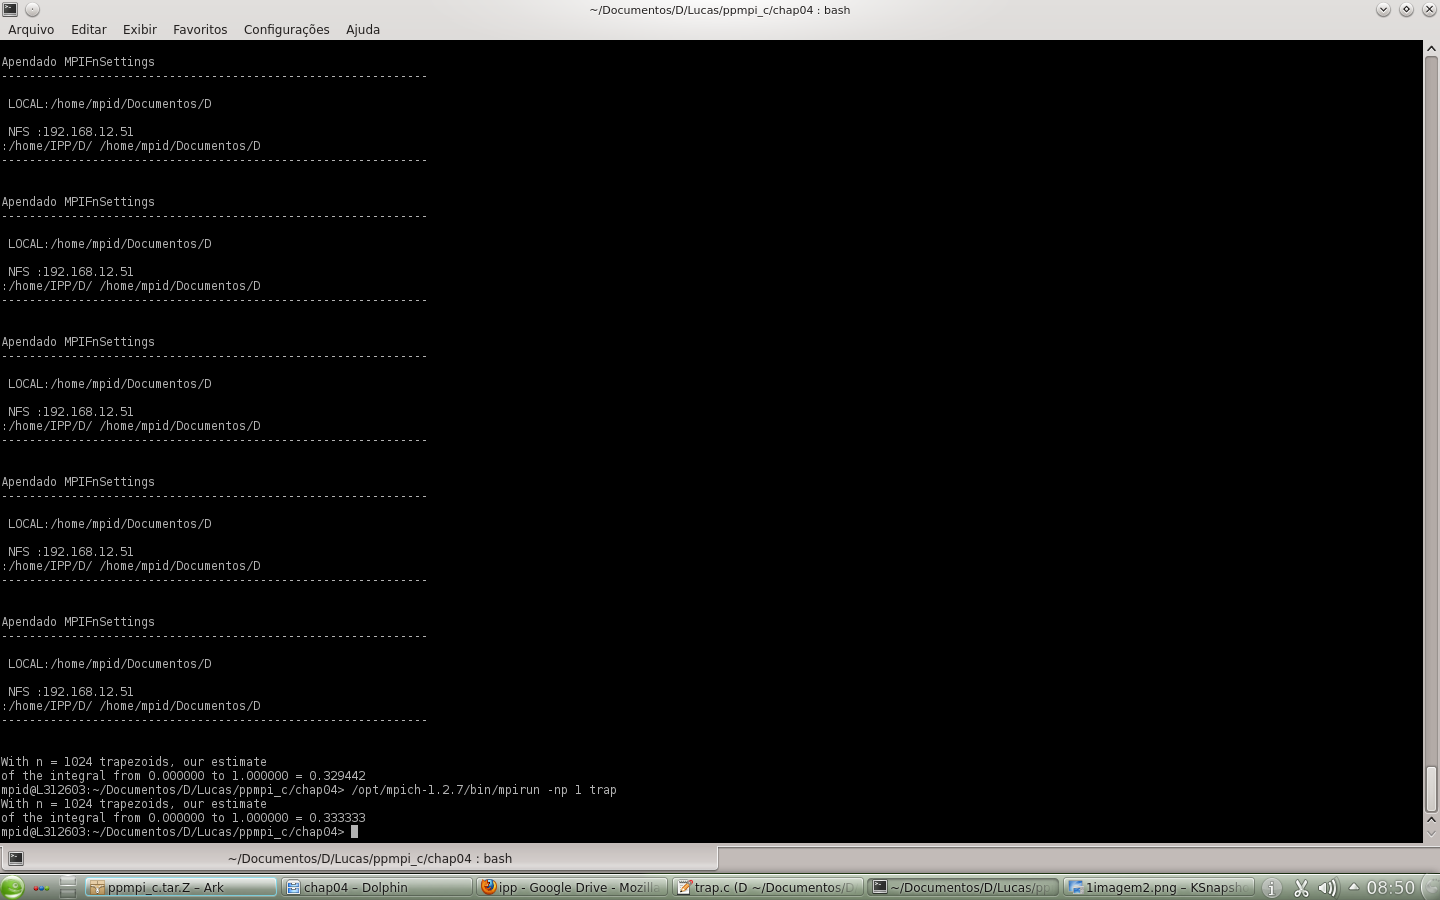 ~/Documentos/D/Lucas/ppmpi_c/chap04 : bash
Arquivo Editar Exibir Favoritos Configurações Ajuda
Apendado MPIFnSettings
-------------------------------------------------------------
LOCAL:/home/mpid/Documentos/D
NFS :192.168.12.51
:/home/IPP/D/ /home/mpid/Documentos/D
-------------------------------------------------------------
Apendado MPIFnSettings
-------------------------------------------------------------
LOCAL:/home/mpid/Documentos/D
NFS :192.168.12.51
:/home/IPP/D/ /home/mpid/Documentos/D
-------------------------------------------------------------
Apendado MPIFnSettings
-------------------------------------------------------------
LOCAL:/home/mpid/Documentos/D
NFS :192.168.12.51
:/home/IPP/D/ /home/mpid/Documentos/D
-------------------------------------------------------------
Apendado MPIFnSettings
-------------------------------------------------------------
LOCAL:/home/mpid/Documentos/D
NFS :192.168.12.51
:/home/IPP/D/ /home/mpid/Documentos/D
-------------------------------------------------------------
Apendado MPIFnSettings
-------------------------------------------------------------
LOCAL:/home/mpid/Documentos/D
NFS :192.168.12.51
:/home/IPP/D/ /home/mpid/Documentos/D
-------------------------------------------------------------
With n = 1024 trapezoids, our estimate
of the integral from 0.000000 to 1.000000 = 0.329442
mpid@L312603:~/Documentos/D/Lucas/ppmpi_c/chap04> /opt/mpich-1.2.7/bin/mpirun -np 1 trap
With n = 1024 trapezoids, our estimate
of the integral from 0.000000 to 1.000000 = 0.333333
mpid@L312603:~/Documentos/D/Lucas/ppmpi_c/chap04>
~/Documentos/D/Lucas/ppmpi_c/chap04 : bash
ppmpi_c.tar.Z – Ark chap04 – Dolphin ipp - Google Drive - Mozilla trap.c (D ~/Documentos/D ~/Documentos/D/Lucas/pp 1imagem2.png – KSnapsh 08:50